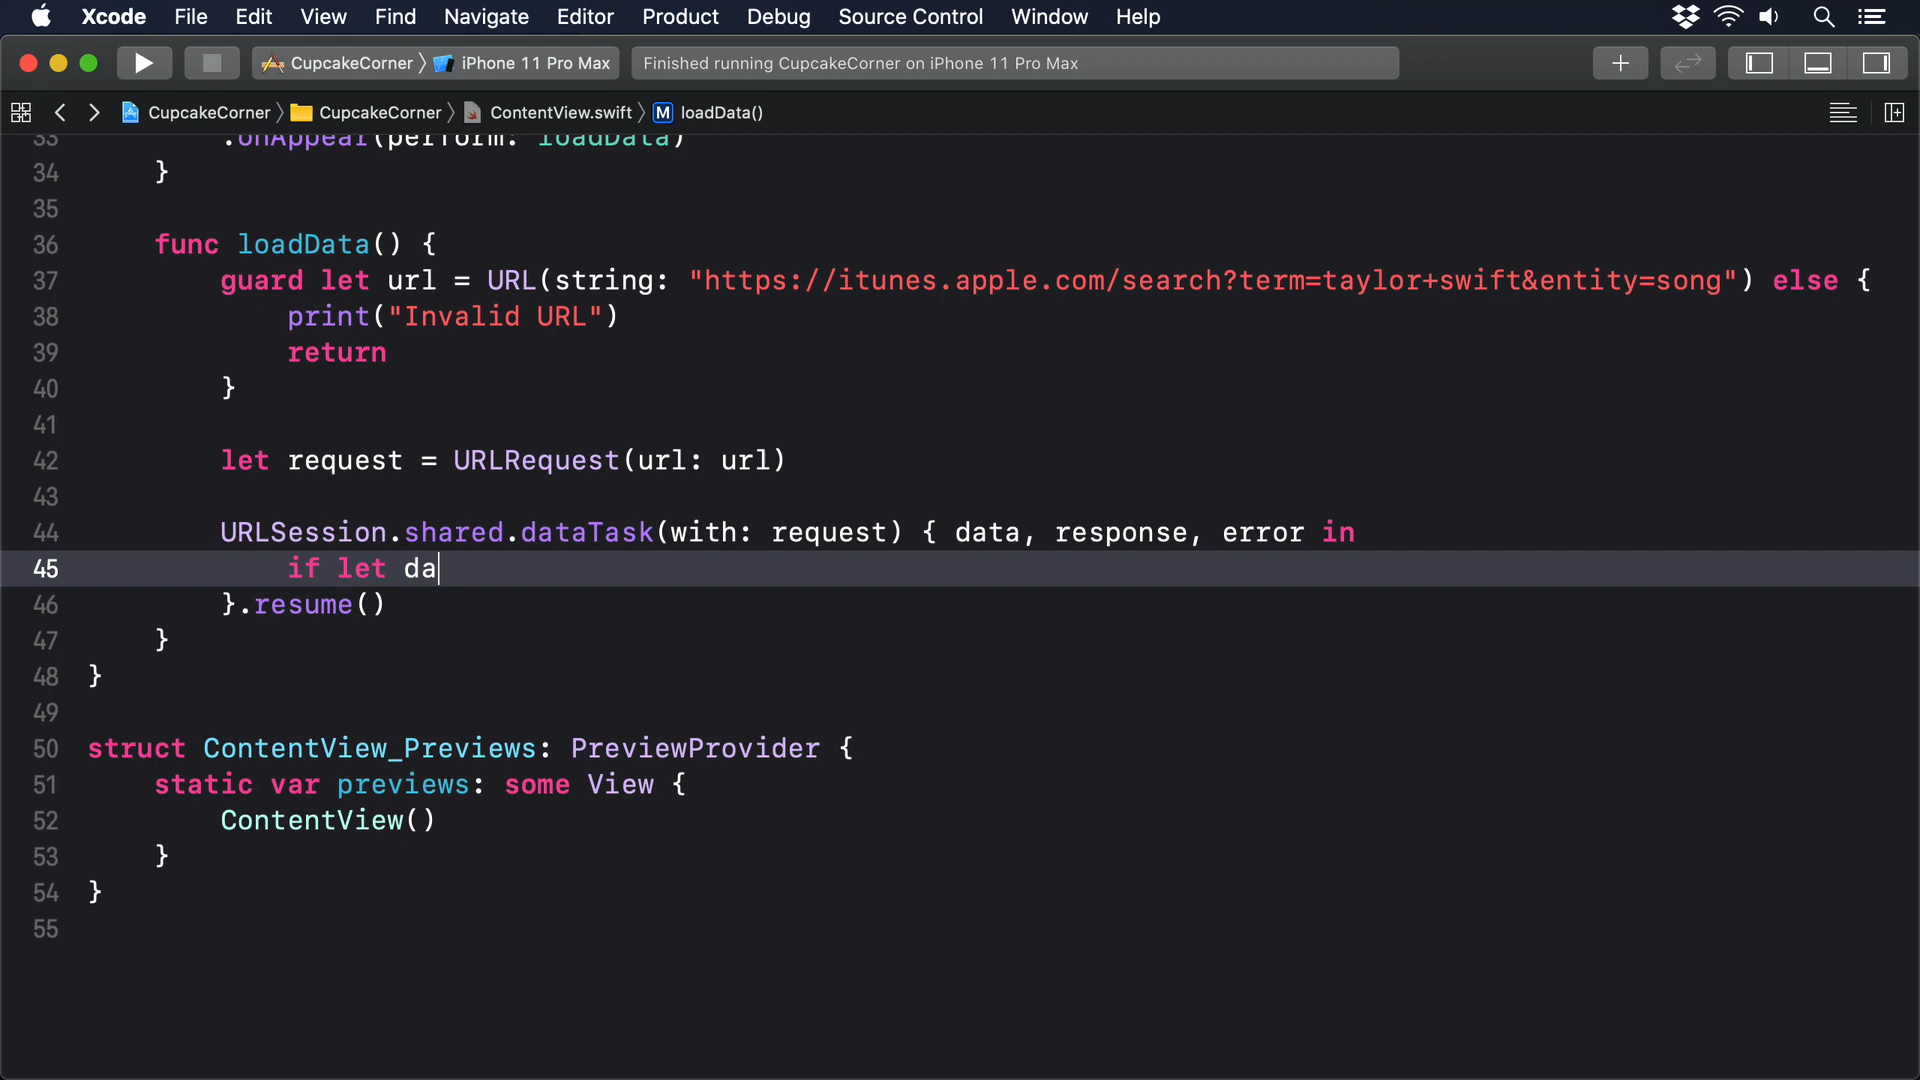 Xcode File Edit View Find Navigate Editor Product Debug Source Control Window Help
CupcakeCorner iPhone 11 Pro Max Finished running CupcakeCorner on iPhone 11 Pro Max
CupcakeCorner CupcakeCorner ContentView.swift M loadData()
33 .onAppear(perform: loadData)
34 }
35
36 func loadData() {
37 guard let url = URL(string: "https://itunes.apple.com/search?term=taylor+swift&entity=song") else {
38 print("Invalid URL")
39 return
40 }
41
42 let request = URLRequest(url: url)
43
44 URLSession.shared.dataTask(with: request) { data, response, error in
45 if let da
46 }.resume()
47 }
48 }
49
50 struct ContentView_Previews: PreviewProvider {
51 static var previews: some View {
52 ContentView()
53 }
54 }
55